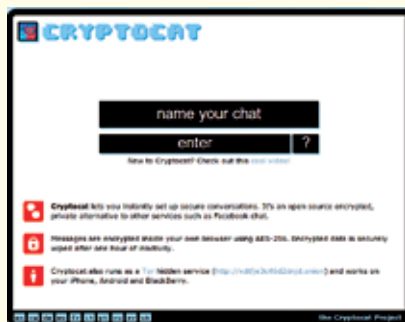 CRYPTOCAT
name your chat
enter ?
New to Cryptocat? Check out this cool video!
Cryptocat lets you instantly set up secure conversations. It's an open source encrypted,
private alternative to other services such as Facebook chat.
Messages are encrypted inside your own browser using AES-256. Encrypted data is securely
wiped after one hour of inactivity.
Cryptocat also runs as a Tor hidden service ( and works on
your iPhone, Android and BlackBerry.
the Cryptocat Project